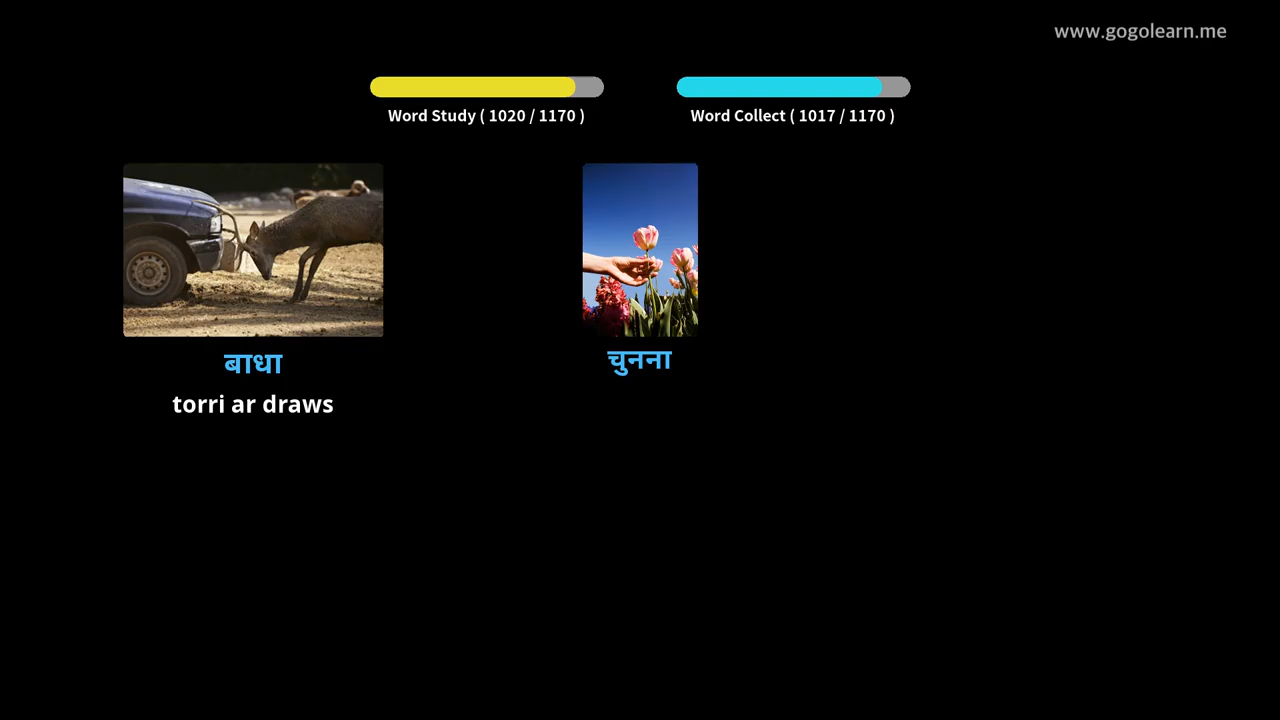 www.gogolearn.me
Word Study ( 1020 / 1170 )
Word Collect ( 1017 / 1170 )
बाधा
torri ar draws
चुनना